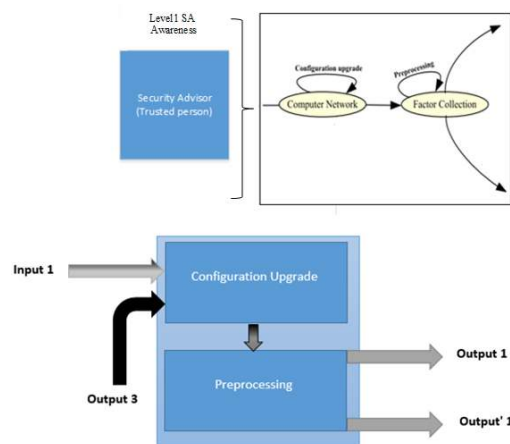 Level1 SA
Awareness
Security Advisor
(Trusted person)
Configuration upgrade
Computer Network
Preprocessing
Factor Collection
Input 1
Configuration Upgrade
Output 3
Preprocessing
Output 1
Output' 1